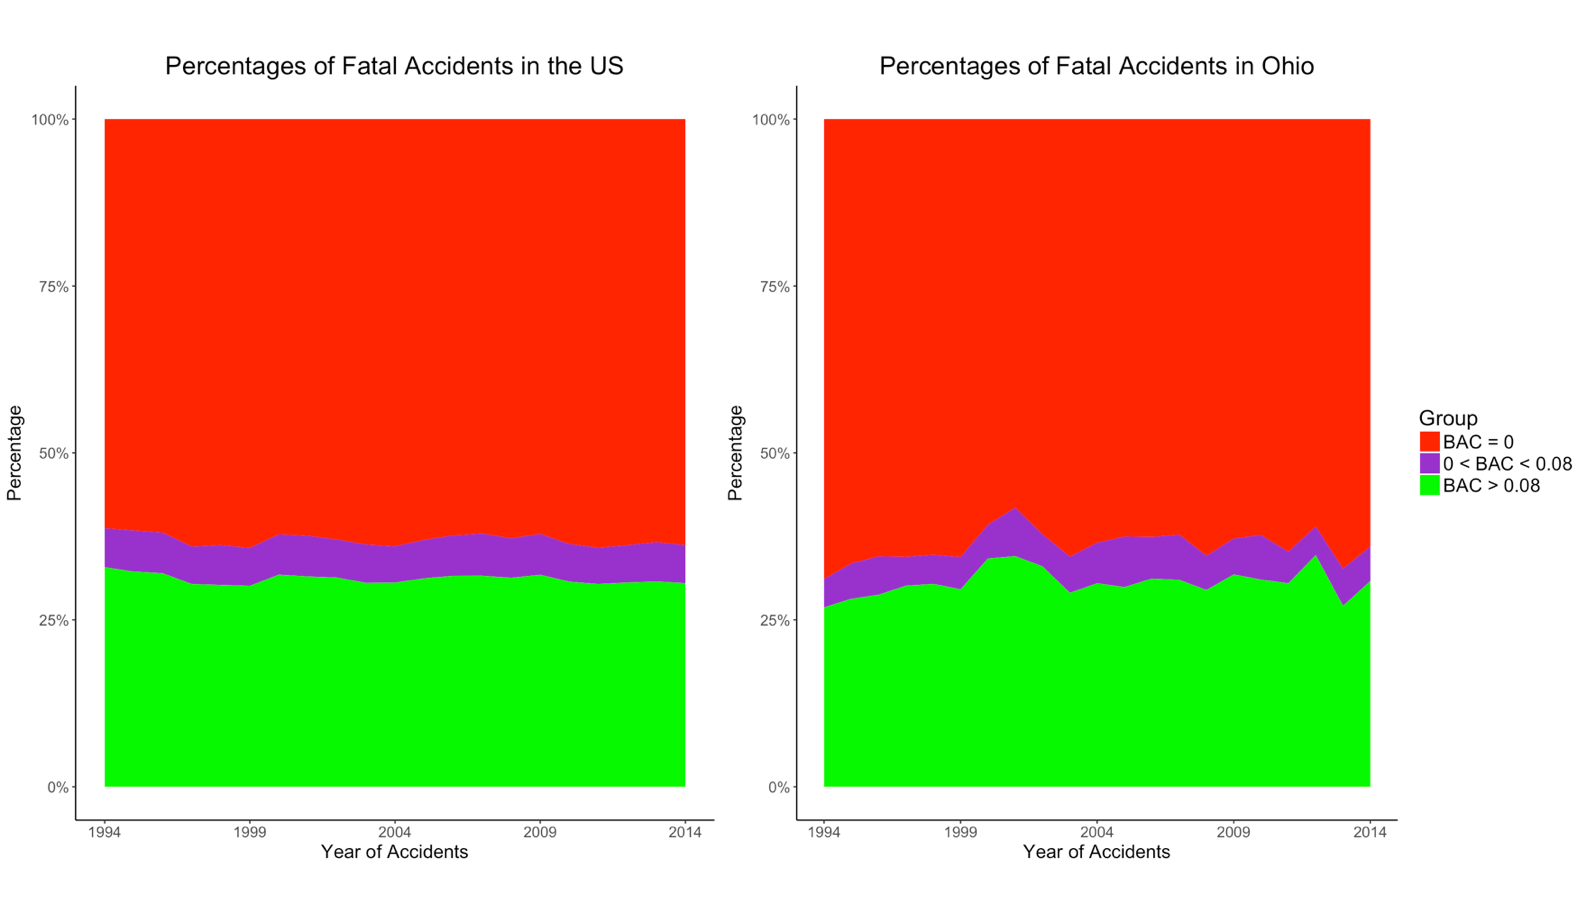 Percentages of Fatal Accidents in the US
100%
75%
50%
25%
0%
Percentage
1994 1999 2004 2009 2014
Year of Accidents
Percentages of Fatal Accidents in Ohio
100%
75%
50%
25%
0%
Percentage
1994 1999 2004 2009 2014
Year of Accidents
Group
BAC = 0
0 < BAC < 0.08
BAC > 0.08